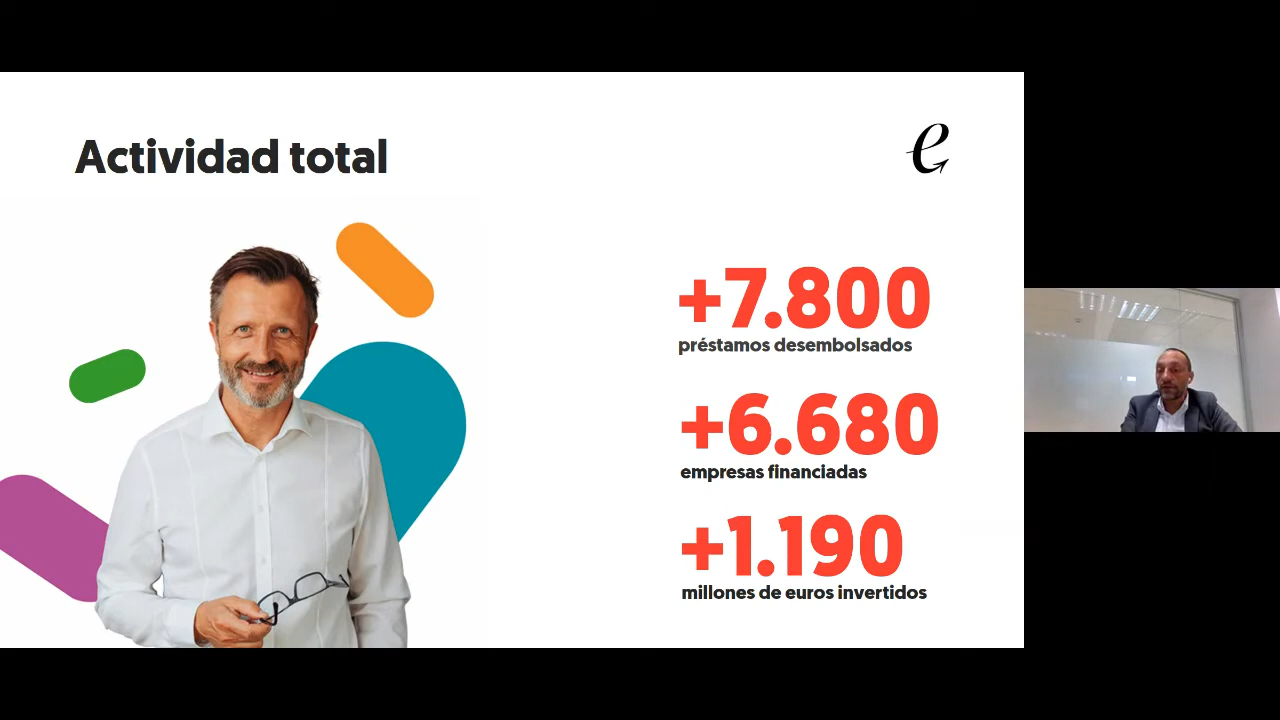 Actividad total
e
+7.800
préstamos desembolsados
+6.680
empresas financiadas
+1.190
millones de euros invertidos